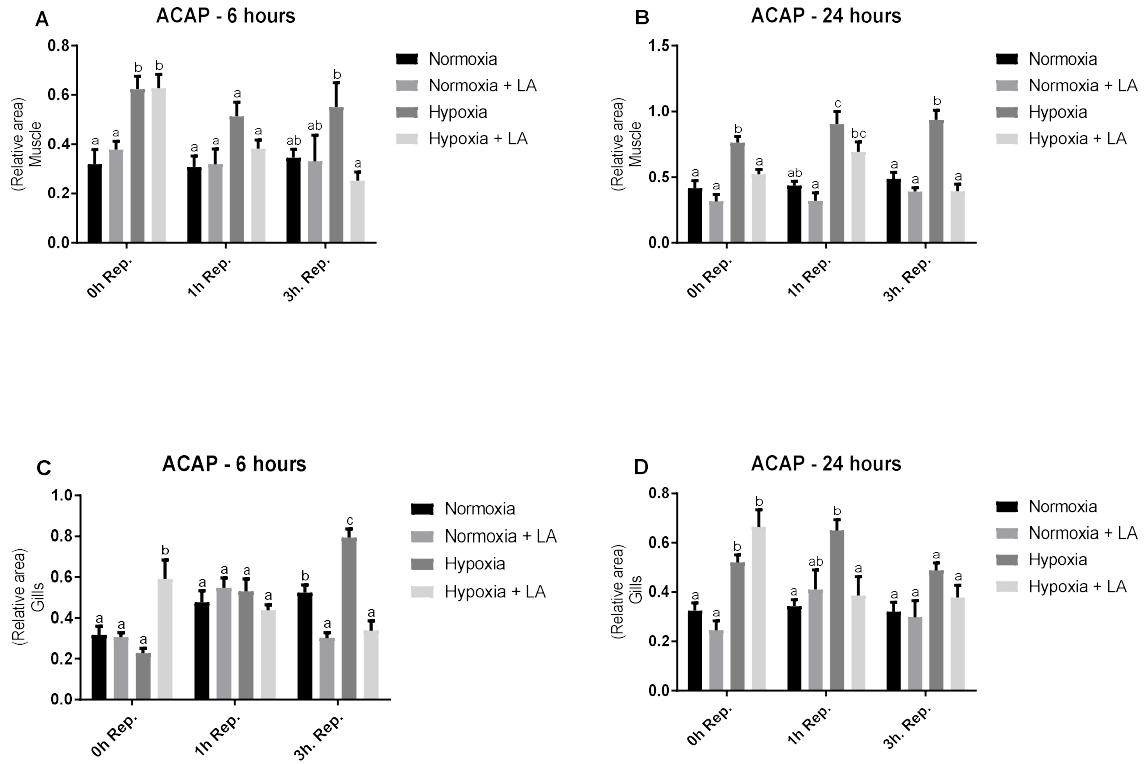 A
ACAP - 6 hours
(Relative area)
Muscle
0.8
0.6
0.4
0.2
0.0
a a b b
a a a a
ab ab b a
0h Rep.
1h Rep.
3h. Rep.
Normoxia
Normoxia + LA
Hypoxia
Hypoxia + LA
B
ACAP - 24 hours
(Relative area)
Muscle
1.5
1.0
0.5
0.0
a a b a
ab a c bc
a a b a
0h Rep.
1h Rep.
3h. Rep.
Normoxia
Normoxia + LA
Hypoxia
Hypoxia + LA
C
ACAP - 6 hours
(Relative area)
Gills
1.0
0.8
0.6
0.4
0.2
0.0
a a a b
a a a a
b a c a
0h Rep.
1h Rep.
3h. Rep.
Normoxia
Normoxia + LA
Hypoxia
Hypoxia + LA
D
ACAP - 24 hours
(Relative area)
Gills
0.8
0.6
0.4
0.2
0.0
a a b b
a ab b a
a a a a
0h Rep.
1h Rep.
3h. Rep.
Normoxia
Normoxia + LA
Hypoxia
Hypoxia + LA